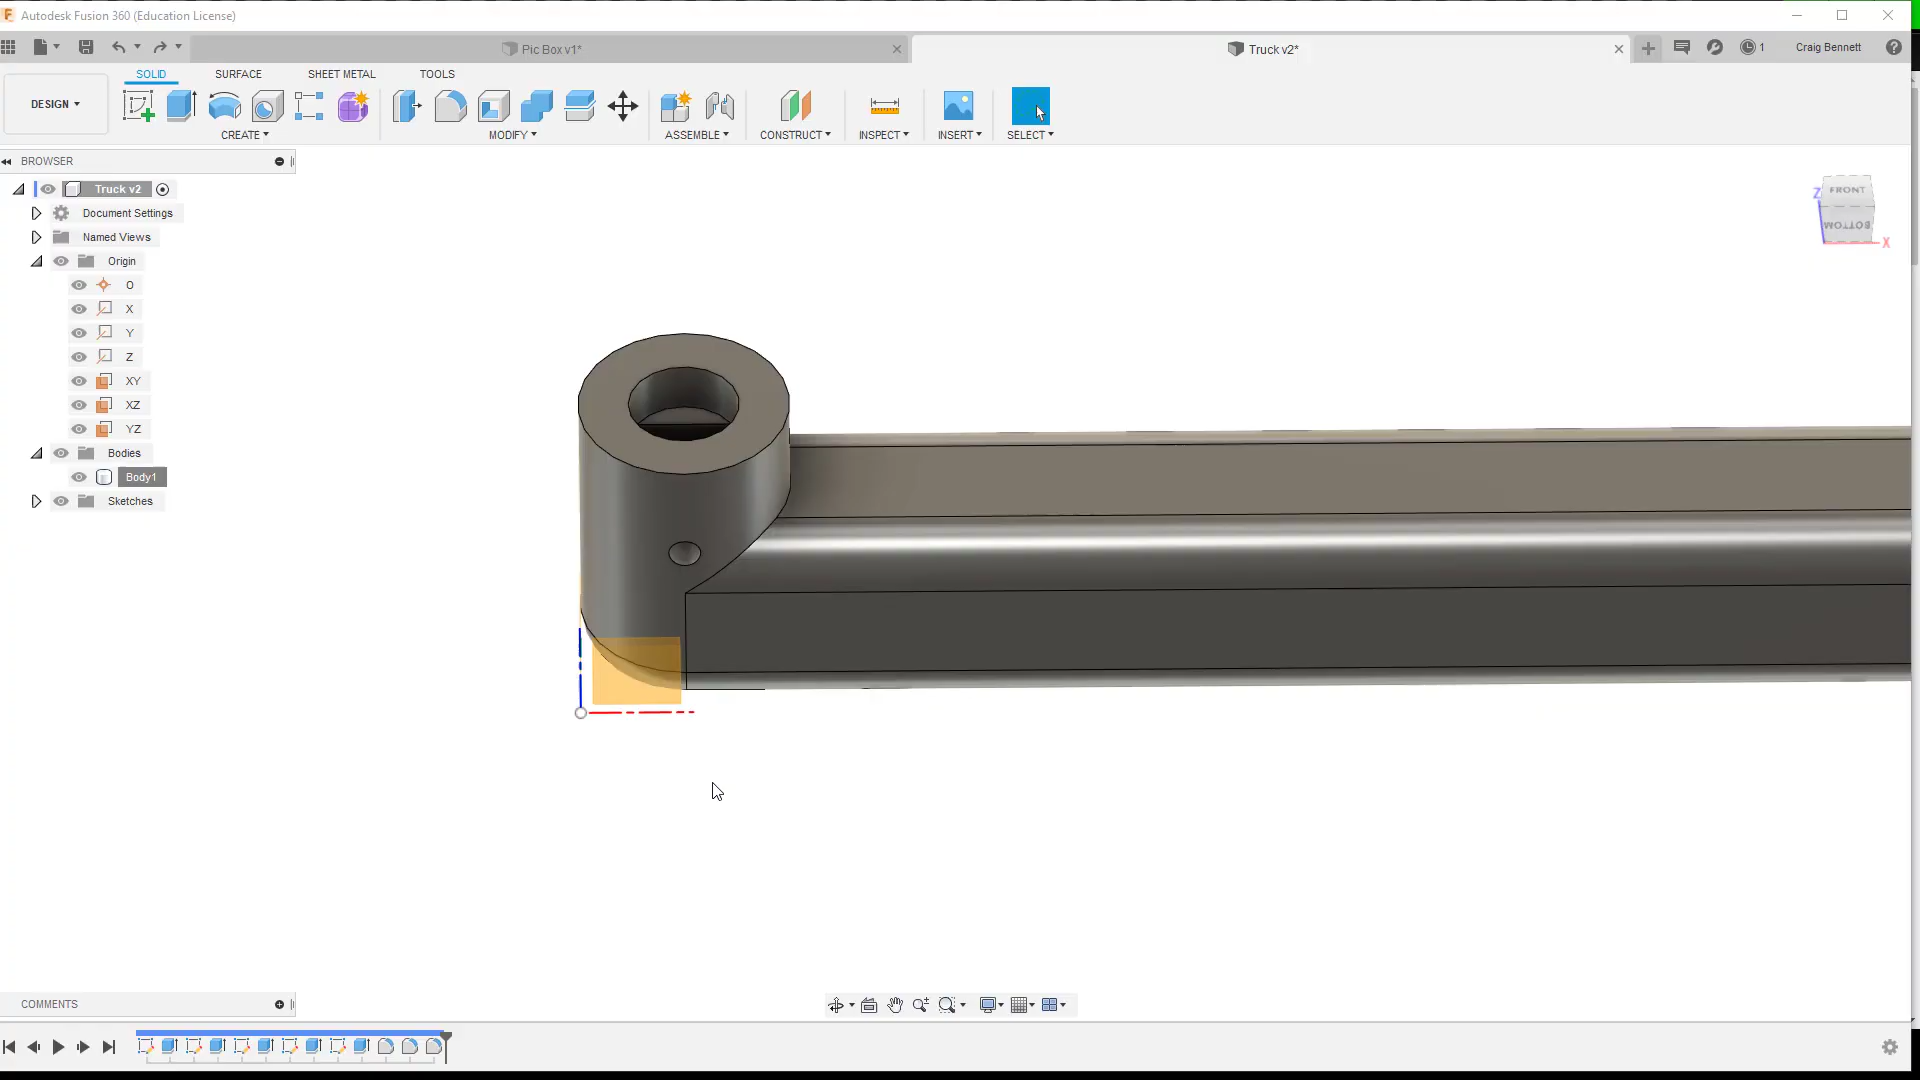 Autodesk Fusion 360 (Education License)
Pic Box v1*
Truck v2*
1
Craig Bennett
SOLID
SURFACE
SHEET METAL
TOOLS
DESIGN
CREATE
MODIFY
ASSEMBLE
CONSTRUCT
INSPECT
INSERT
SELECT
BROWSER
Truck v2
Document Settings
Named Views
Origin
O
X
Y
Z
XY
XZ
YZ
Bodies
Body1
Sketches
FRONT
BOTTOM
Z
X
COMMENTS